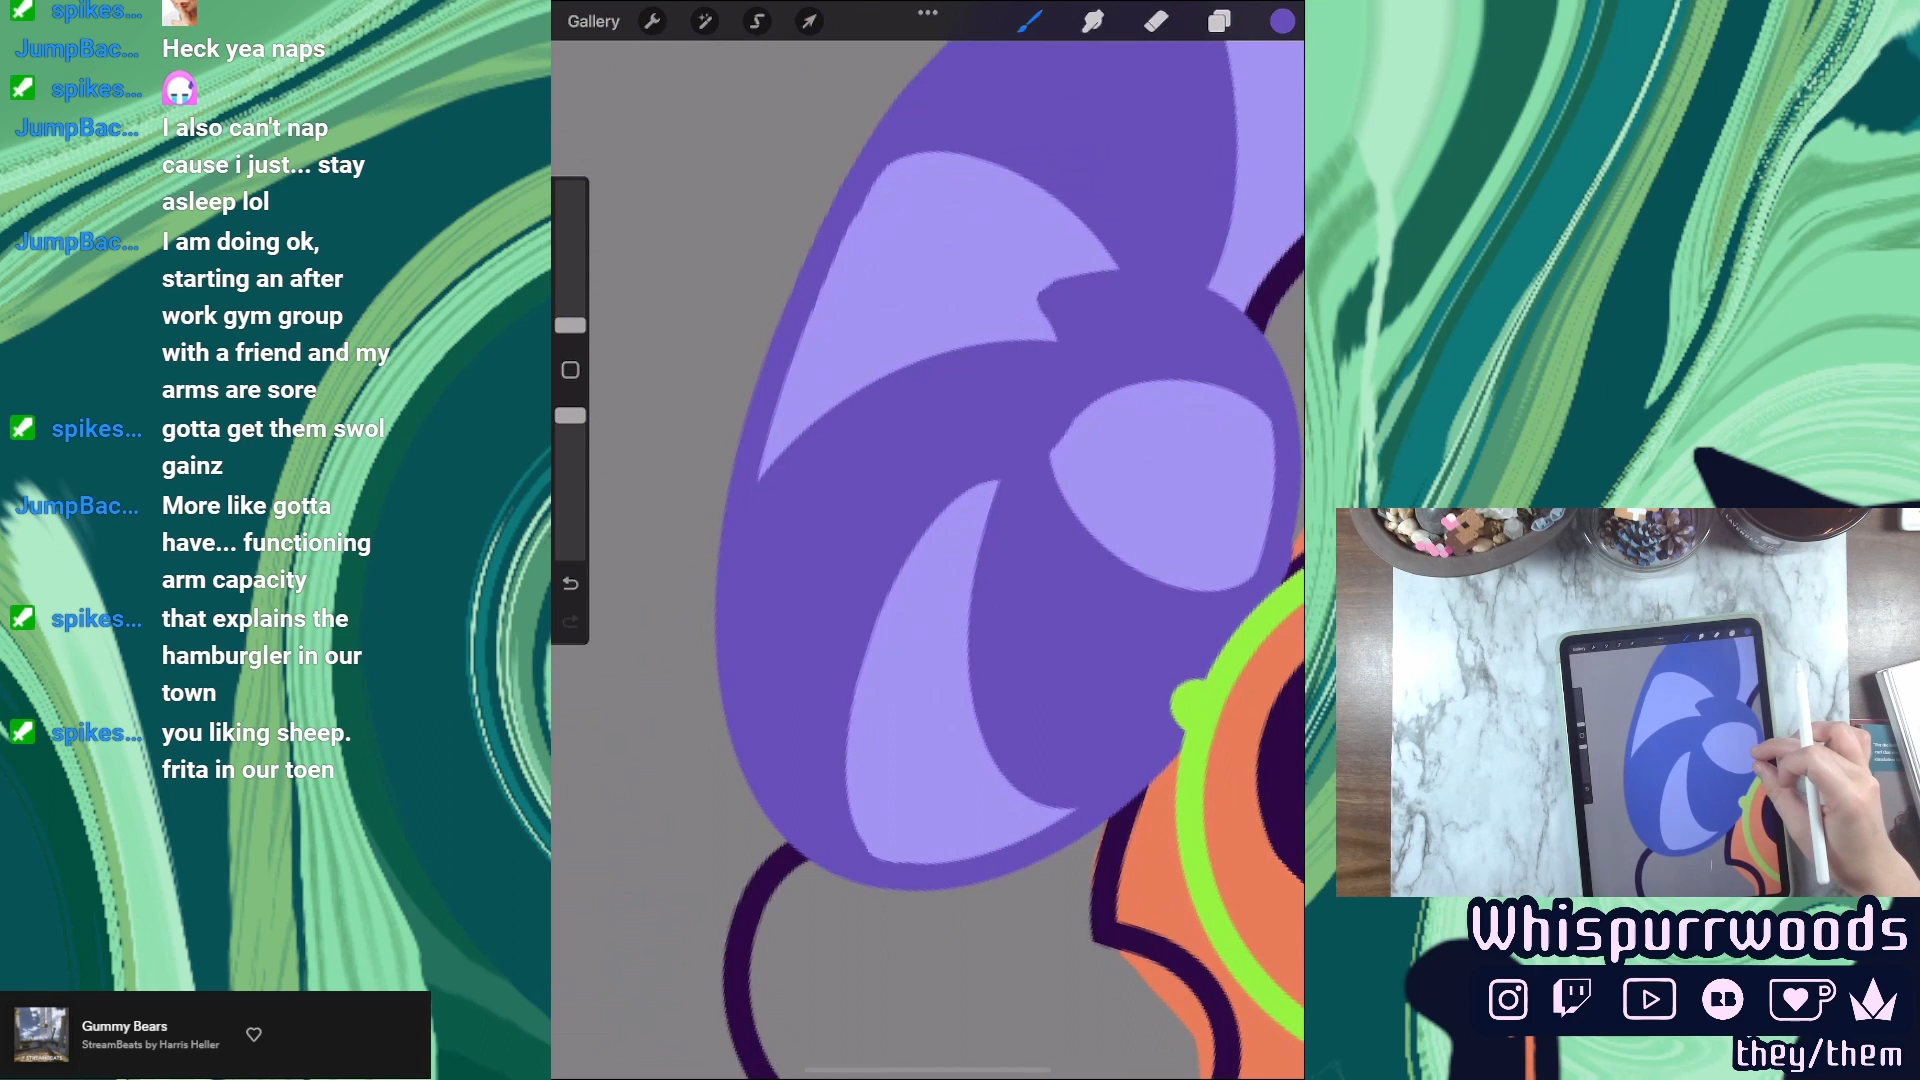 spikes...
JumpBac... Heck yea naps
spikes...
JumpBac... I also can't nap
cause i just... stay
asleep lol
JumpBac... I am doing ok,
starting an after
work gym group
with a friend and my
arms are sore
spikes... gotta get them swol
gainz
JumpBac... More like gotta
have... functioning
arm capacity
spikes... that explains the
hamburgler in our
town
spikes... you liking sheep.
frita in our toen
Gummy Bears
StreamBeats by Harris Heller
Gallery
Whispurrwoods
RB
they/them